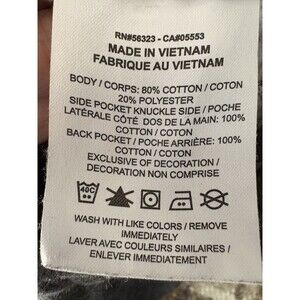 RN#56323 - CA#05553
MADE IN VIETNAM
FABRIQUE AU VIETNAM
BODY / CORPS: 80% COTTON / COTON
20% POLYESTER
SIDE POCKET KNUCKLE SIDE / POCHE
LATÉRALE CÔTÉ DOS DE LA MAIN: 100%
COTTON / COTON
BACK POCKET / POCHE ARRIÈRE: 100%
COTTON / COTON
EXCLUSIVE OF DECORATION /
DECORATION NON COMPRISE
40C
WASH WITH LIKE COLORS / REMOVE
IMMEDIATELY
LAVER AVEC COULEURS SIMILAIRES /
ENLEVER IMMEDIATEMENT